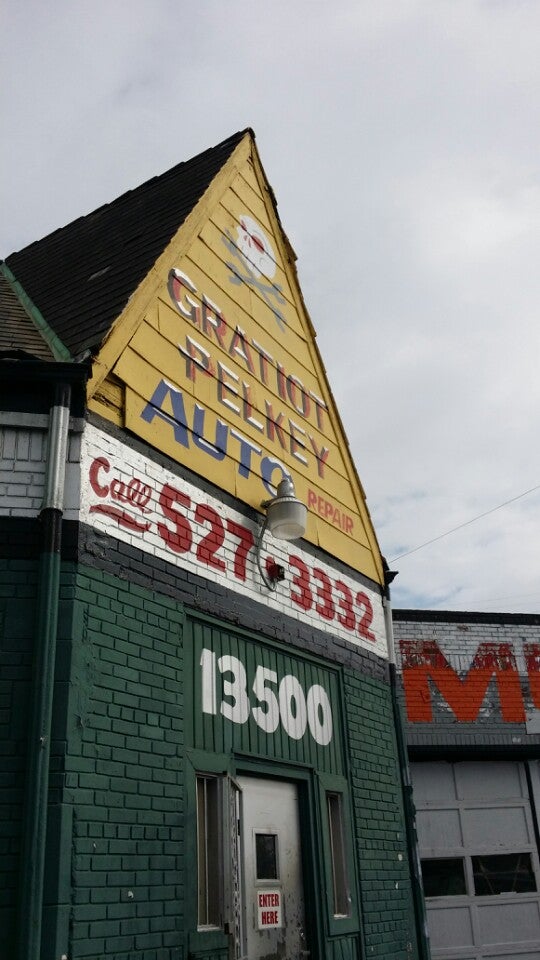 GRATIOT
PELKEY
AUTO
REPAIR
Call 527-3332
13500
ENTER
HERE